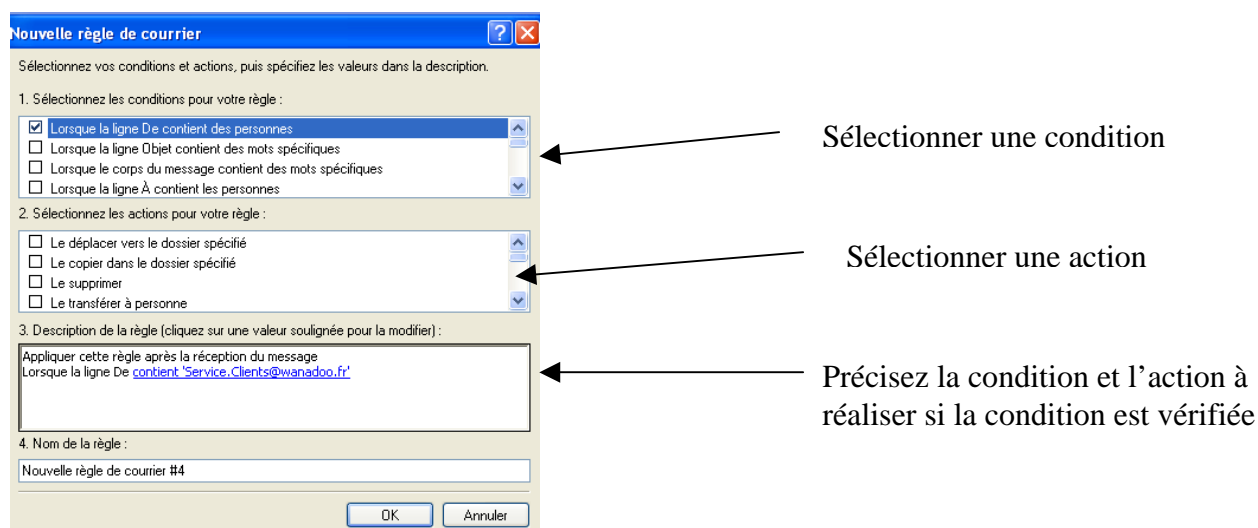 Nouvelle règle de courrier
Sélectionnez vos conditions et actions, puis spécifiez les valeurs dans la description.
1. Sélectionnez les conditions pour votre règle :
Lorsque la ligne De contient des personnes
Lorsque la ligne Objet contient des mots spécifiques
Lorsque le corps du message contient des mots spécifiques
Lorsque la ligne À contient les personnes
2. Sélectionnez les actions pour votre règle :
Le déplacer vers le dossier spécifié
Le copier dans le dossier spécifié
Le supprimer
Le transférer à personne
3. Description de la règle (cliquez sur une valeur soulignée pour la modifier) :
Appliquer cette règle après la réception du message
Lorsque la ligne De contient 'Service.Clients@wanadoo.fr'
4. Nom de la règle :
Nouvelle règle de courrier #4
OK
Annuler
Sélectionner une condition
Sélectionner une action
Précisez la condition et l’action à
réaliser si la condition est vérifiée